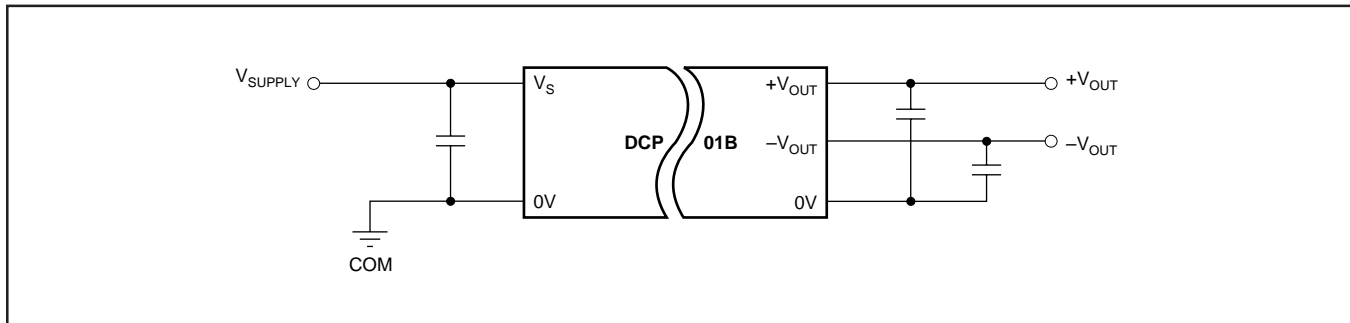 V_SUPPLY
V_S
DCP
01B
+V_OUT
+V_OUT
–V_OUT
–V_OUT
0V
0V
COM